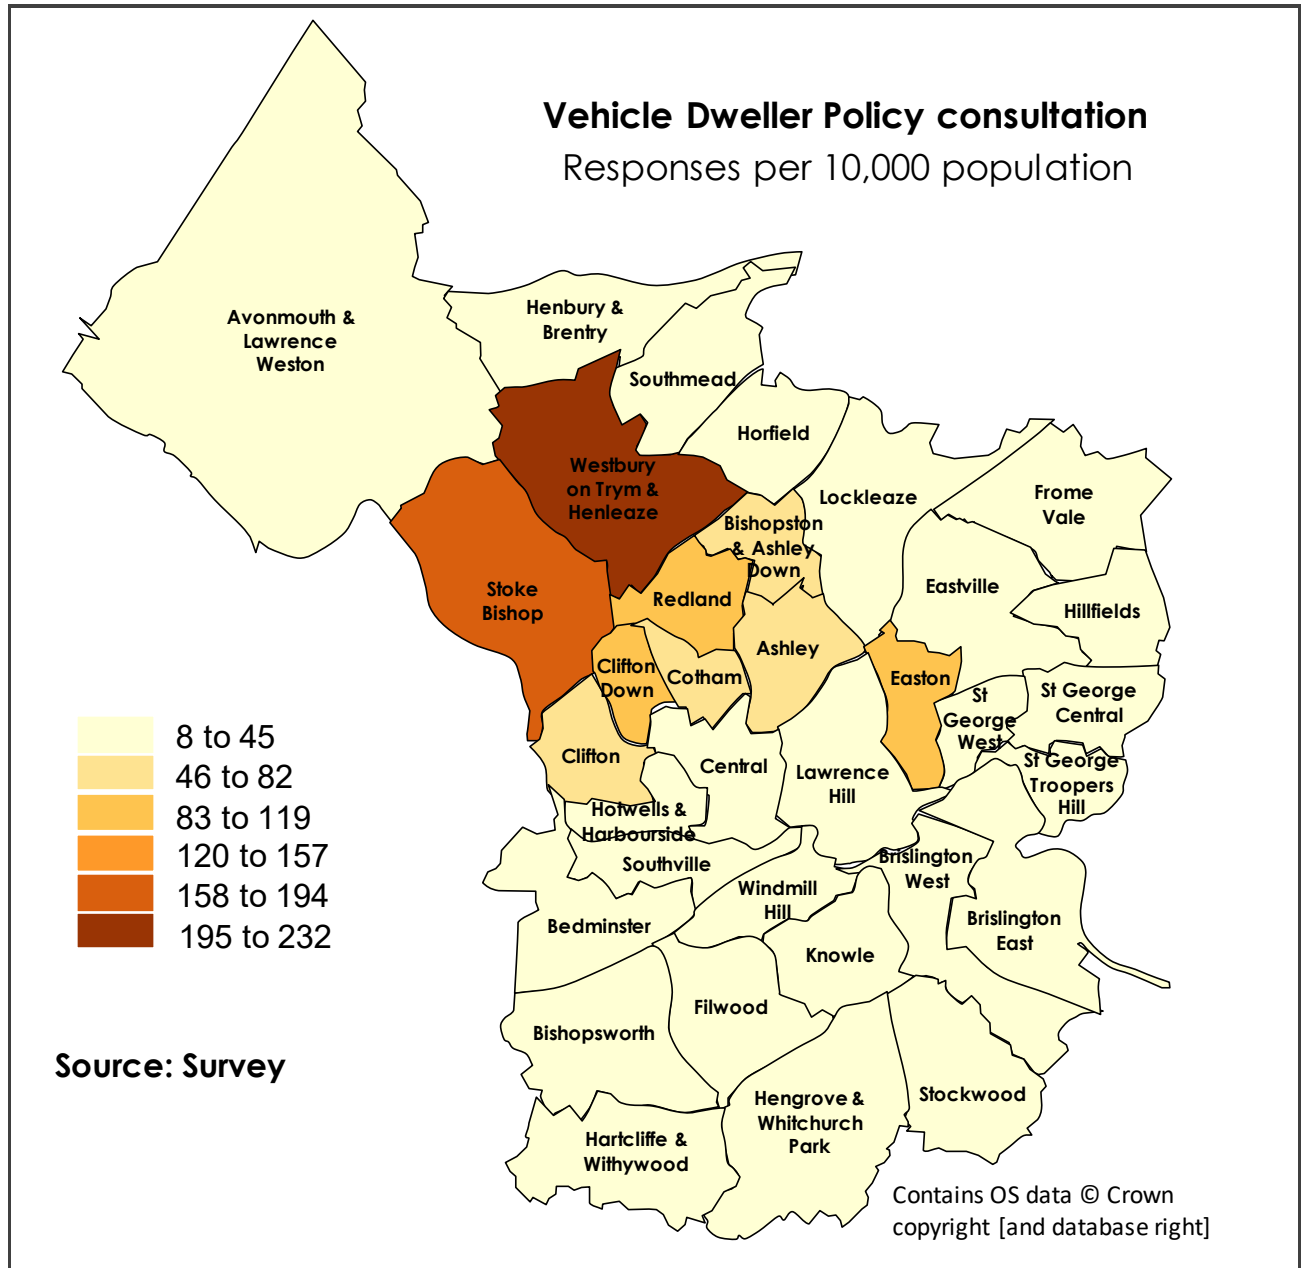 Vehicle Dweller Policy consultation
Responses per 10,000 population
Avonmouth &
Lawrence
Weston
Henbury &
Brentry
Southmead
Horfield
Westbury
on Trym &
Henleaze
Lockleaze
Frome
Vale
Bishopston
& Ashley
Down
Eastville
Stoke
Bishop
Redland
Hillfields
Ashley
Clifton
Down
Cotham
Easton
St
George
West
St George
Central
Clifton
Central
Lawrence
Hill
St George
Troopers
Hill
Hotwells &
Harbourside
Southville
Brislington
West
Windmill
Hill
Bedminster
Brislington
East
Knowle
Filwood
Bishopsworth
Stockwood
Hengrove &
Whitchurch
Park
Hartcliffe &
Withywood
8 to 45
46 to 82
83 to 119
120 to 157
158 to 194
195 to 232
Source: Survey
Contains OS data © Crown
copyright [and database right]